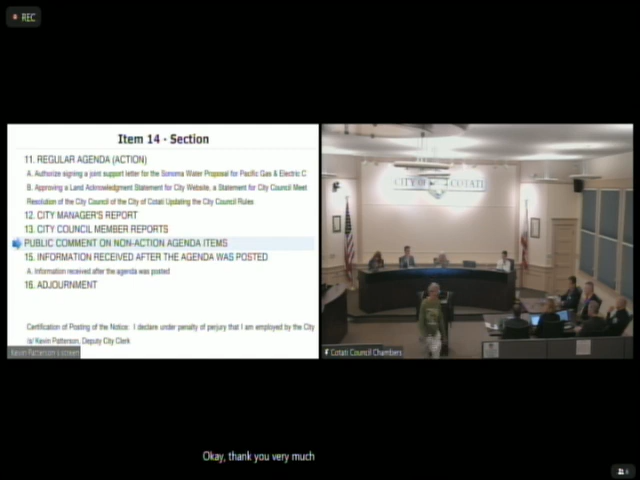 REC
Item 14 - Section
11. REGULAR AGENDA (ACTION)
A. Authorize signing a joint support letter for the Sonoma Water Proposal for Pacific Gas & Electric C
B. Approving a Land Acknowledgment Statement for City Website, a Statement for City Council Meet
Resolution of the City Council of the City of Cotati Updating the City Council Rules
12. CITY MANAGER'S REPORT
13. CITY COUNCIL MEMBER REPORTS
PUBLIC COMMENT ON NON-ACTION AGENDA ITEMS
15. INFORMATION RECEIVED AFTER THE AGENDA WAS POSTED
A. Information received after the agenda was posted
16. ADJOURNMENT
Certification of Posting of the Notice: I declare under penalty of perjury that I am employed by the City
/s/ Kevin Patterson, Deputy City Clerk
Kevin Patterson's screen
CITY OF COTATI
Cotati Council Chambers
Okay, thank you very much